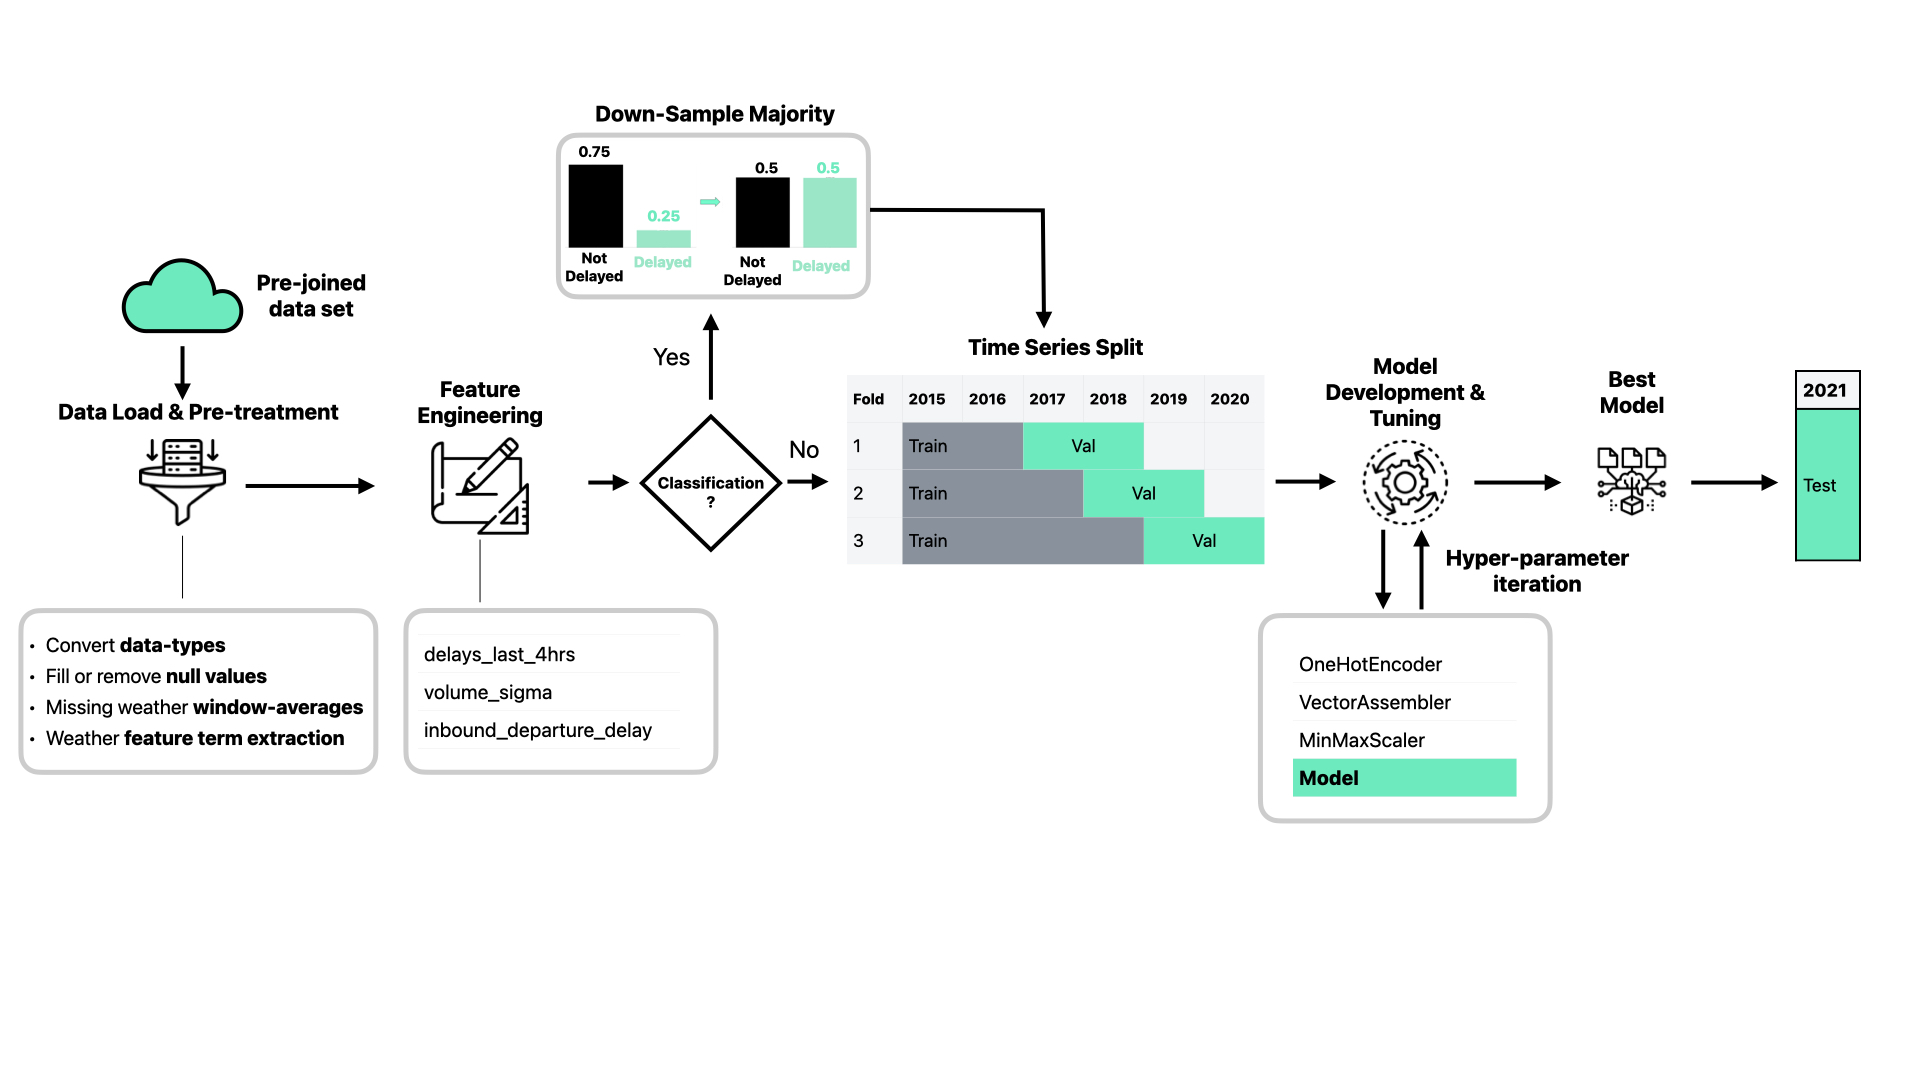 Down-Sample Majority
0.75
0.25
0.5
0.5
Not
Delayed
Delayed
Not
Delayed
Delayed
Pre-joined
data set
Data Load & Pre-treatment
Feature
Engineering
Yes
No
Classification
?
Time Series Split
Fold 2015 2016 2017 2018 2019 2020
1 Train Val
2 Train Val
3 Train Val
Model
Development &
Tuning
Best
Model
2021
Test
Hyper-parameter
iteration
• Convert data-types
• Fill or remove null values
• Missing weather window-averages
• Weather feature term extraction
delays_last_4hrs
volume_sigma
inbound_departure_delay
OneHotEncoder
VectorAssembler
MinMaxScaler
Model